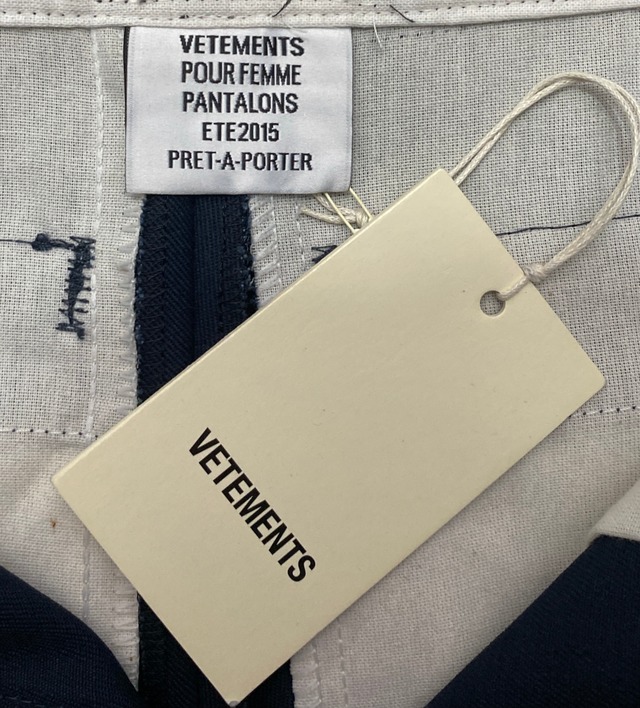 VETEMENTS
POUR FEMME
PANTALONS
ETE2015
PRET-A-PORTER
VETEMENTS